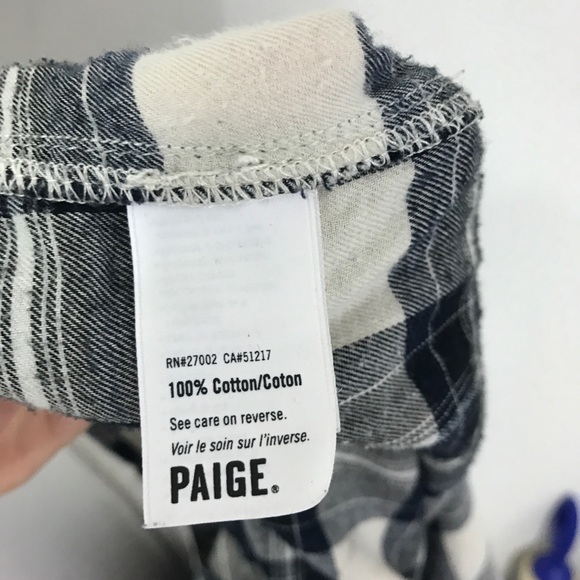 RN#27002 CA#51217
100% Cotton/Coton
See care on reverse.
Voir le soin sur l'inverse.
PAIGE®